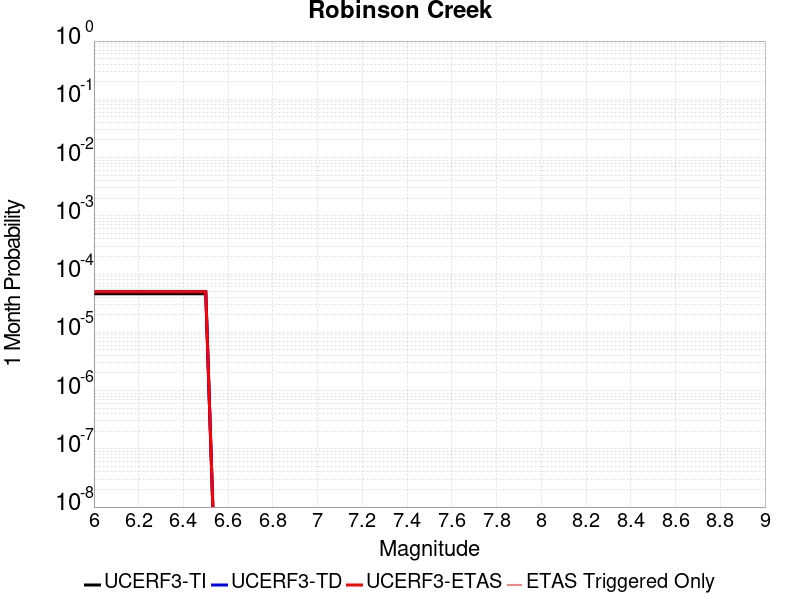 Robinson Creek
10^0
10^-1
10^-2
10^-3
10^-4
10^-5
10^-6
10^-7
10^-8
1 Month Probability
6 6.2 6.4 6.6 6.8 7 7.2 7.4 7.6 7.8 8 8.2 8.4 8.6 8.8 9
Magnitude
UCERF3-TI UCERF3-TD UCERF3-ETAS ETAS Triggered Only